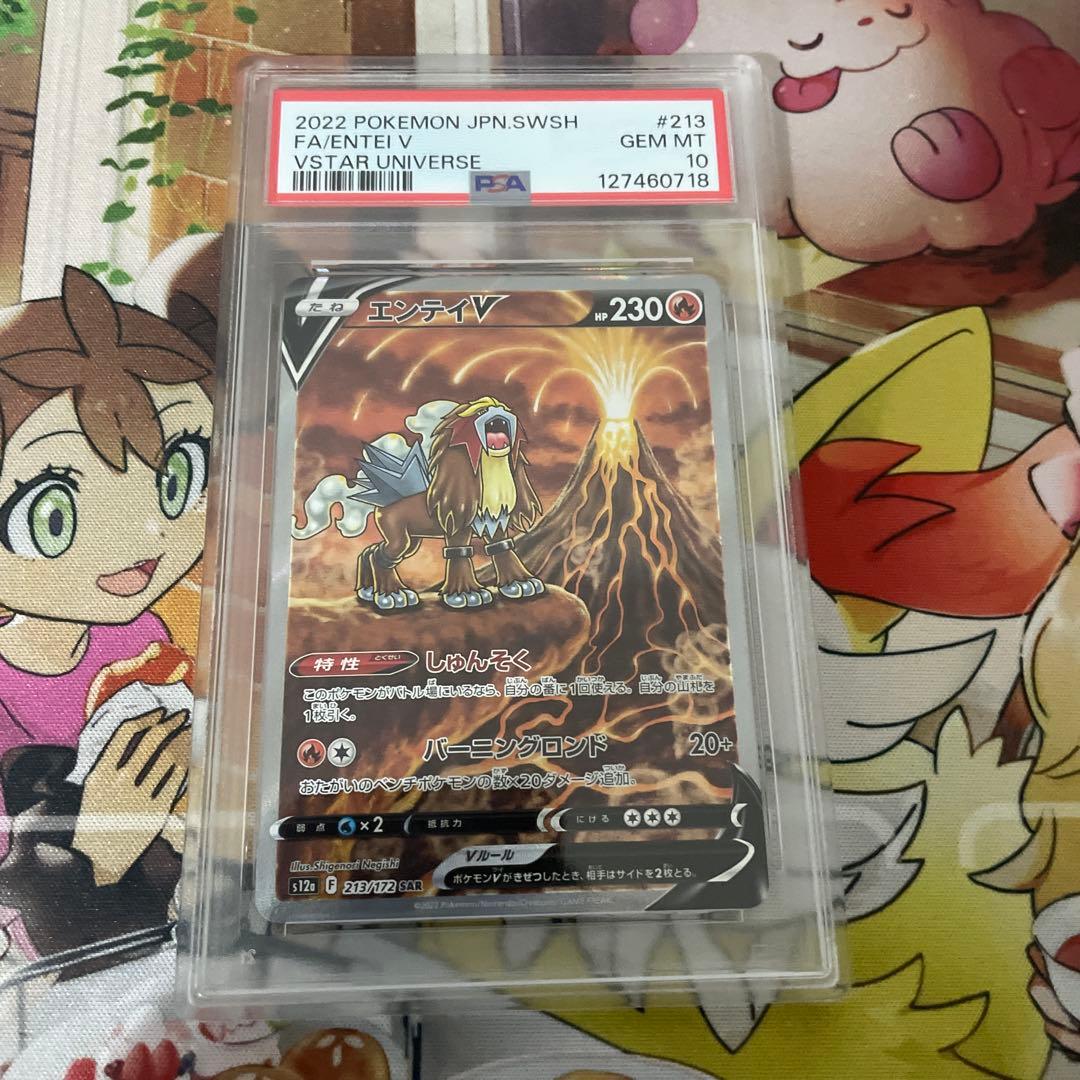 2022 POKEMON JPN.SWSH #213
FA/ENTEI V GEM MT
VSTAR UNIVERSE 10
PSA 127460718
たね エンテイV HP 230
特性 とくせい しゅんそく
このポケモンがバトル場にいるなら、自分の番に1回使える。自分の山札を
1枚引く。
バーニングロンド 20+
おたがいのベンチポケモンの数×20ダメージ追加。
弱点 ×2 抵抗力 にげる
Illus. Shigenori Negishi
Vルール
ポケモンVがきぜつしたとき、相手はサイドを2枚とる。
s12a F 213/172 SAR
©2022 Pokémon/Nintendo/Creatures/GAME FREAK.